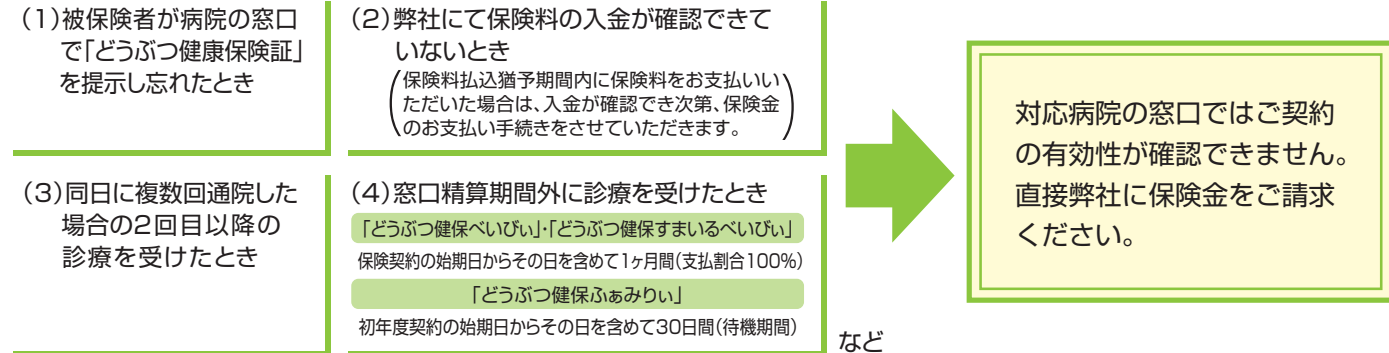 (1)被保険者が病院の窓口
で「どうぶつ健康保険証」
を提示し忘れたとき
(2)弊社にて保険料の入金が確認できて
いないとき
(保険料払込猶予期間内に保険料をお支払いい
ただいた場合は、入金が確認でき次第、保険金
のお支払い手続きをさせていただきます。)
(3)同日に複数回通院した
場合の2回目以降の
診療を受けたとき
(4)窓口精算期間外に診療を受けたとき
「どうぶつ健保べいびぃ」・「どうぶつ健保すまいるべいびぃ」
保険契約の始期日からその日を含めて1ヶ月間(支払割合100%)
「どうぶつ健保ふぁみりぃ」
初年度契約の始期日からその日を含めて30日間(待機期間)
など
対応病院の窓口ではご契約
の有効性が確認できません。
直接弊社に保険金をご請求
ください。